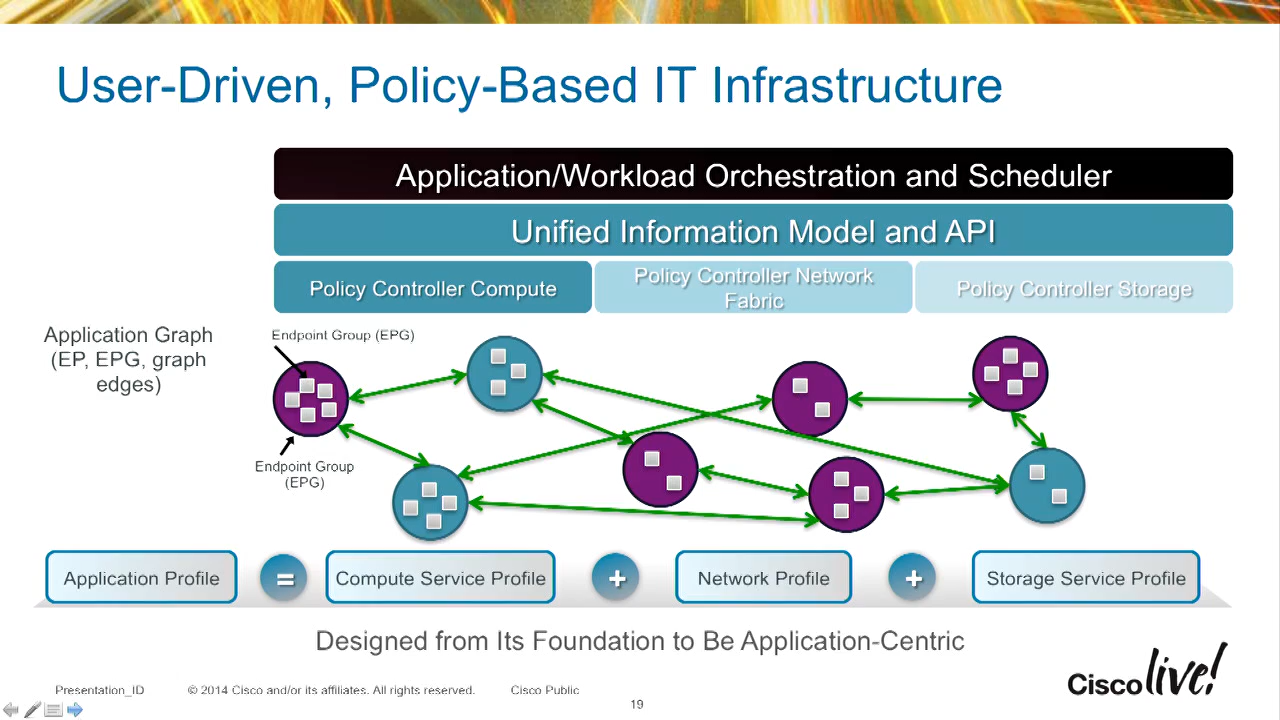 User-Driven, Policy-Based IT Infrastructure
Application/Workload Orchestration and Scheduler
Unified Information Model and API
Policy Controller Compute
Policy Controller Network
Fabric
Policy Controller Storage
Application Graph
(EP, EPG, graph
edges)
Endpoint Group (EPG)
Endpoint Group
(EPG)
Application Profile
=
Compute Service Profile
+
Network Profile
+
Storage Service Profile
Designed from Its Foundation to Be Application-Centric
Presentation_ID
© 2014 Cisco and/or its affiliates. All rights reserved.
Cisco Public
19
Cisco live!